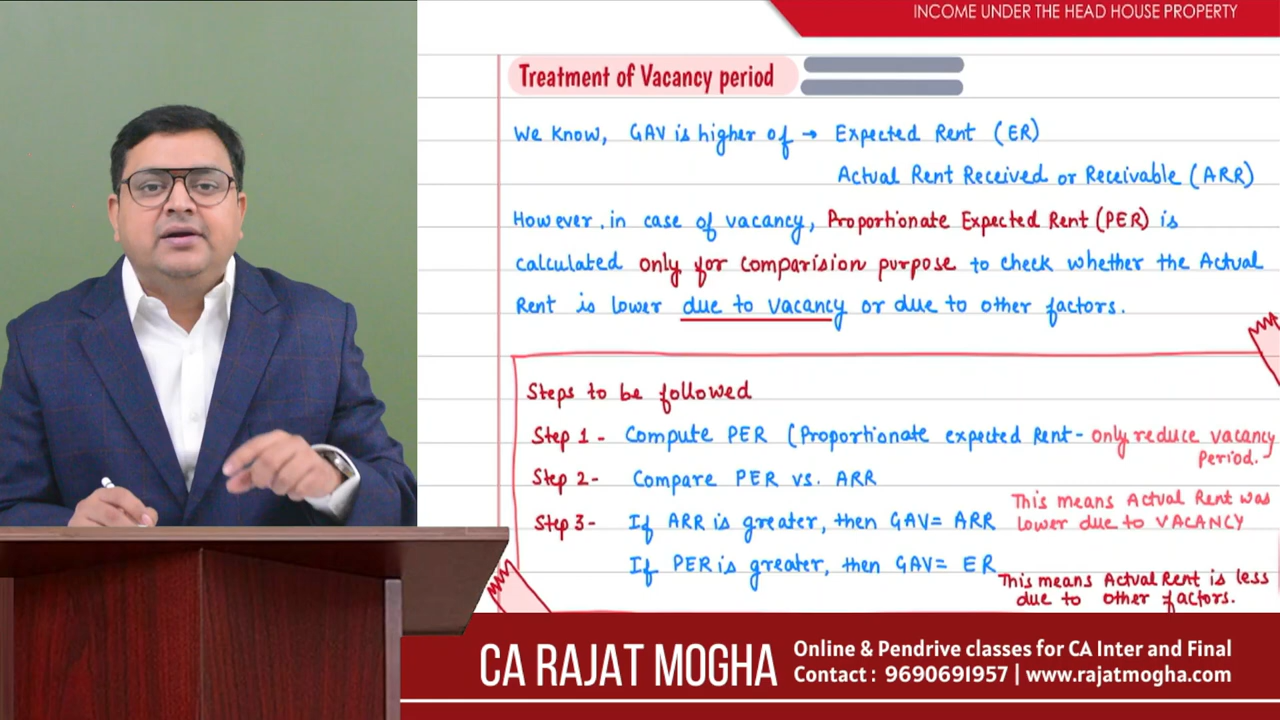 INCOME UNDER THE HEAD HOUSE PROPERTY
Treatment of Vacancy period
We know, GAV is higher of → Expected Rent (ER)
Actual Rent Received or Receivable (ARR)
However, in case of vacancy, Proportionate Expected Rent (PER) is
calculated only for comparision purpose to check whether the Actual
Rent is lower due to vacancy or due to other factors.
Steps to be followed
Step 1 - Compute PER (Proportionate expected Rent - only reduce vacancy
period.
Step 2- Compare PER vs. ARR
Step 3- If ARR is greater, then GAV= ARR
This means Actual Rent was
lower due to VACANCY
If PER is greater, then GAV= ER
This means Actual Rent is less
due to other factors.
CA RAJAT MOGHA
Online & Pendrive classes for CA Inter and Final
Contact : 9690691957 | www.rajatmogha.com